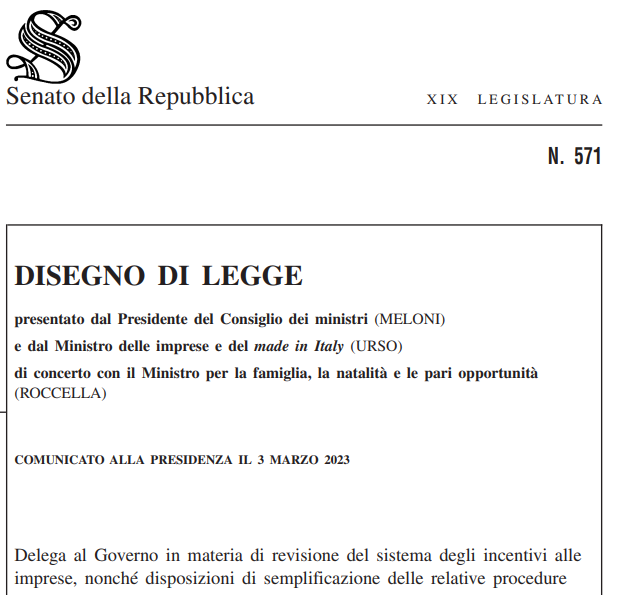 Senato della Repubblica
XIX LEGISLATURA
N. 571
DISEGNO DI LEGGE
presentato dal Presidente del Consiglio dei ministri (MELONI)
e dal Ministro delle imprese e del made in Italy (URSO)
di concerto con il Ministro per la famiglia, la natalità e le pari opportunità
(ROCCELLA)
COMUNICATO ALLA PRESIDENZA IL 3 MARZO 2023
Delega al Governo in materia di revisione del sistema degli incentivi alle
imprese, nonché disposizioni di semplificazione delle relative procedure